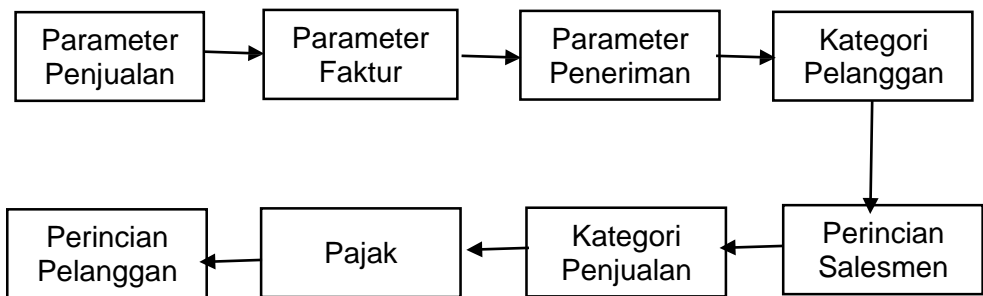 Parameter
Penjualan
Parameter
Faktur
Parameter
Peneriman
Kategori
Pelanggan
Perincian
Salesmen
Kategori
Penjualan
Pajak
Perincian
Pelanggan